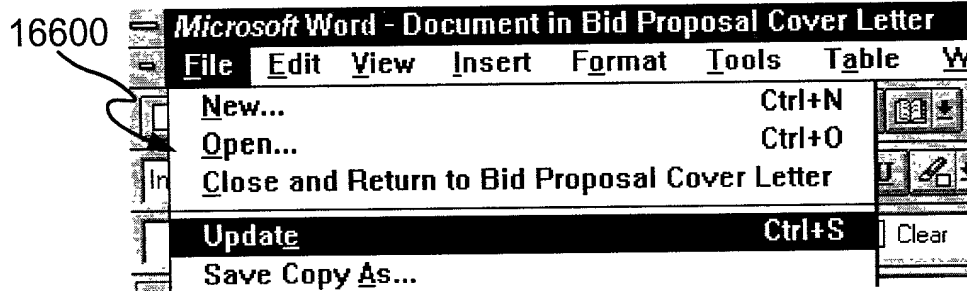 16600
Microsoft Word - Document in Bid Proposal Cover Letter
File Edit View Insert Format Tools Table W
New... Ctrl+N
Open... Ctrl+O
In
Close and Return to Bid Proposal Cover Letter U
Update Ctrl+S Clear
Save Copy As...